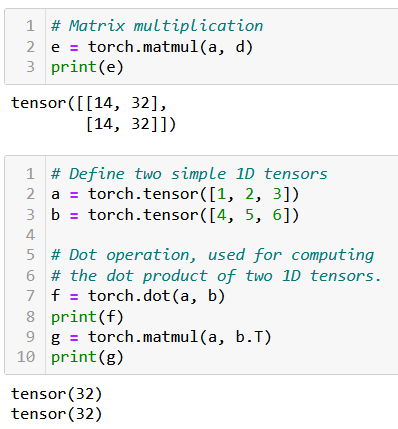 1 # Matrix multiplication
2 e = torch.matmul(a, d)
3 print(e)
tensor([[14, 32],
        [14, 32]])
1 # Define two simple 1D tensors
2 a = torch.tensor([1, 2, 3])
3 b = torch.tensor([4, 5, 6])
4
5 # Dot operation, used for computing
6 # the dot product of two 1D tensors.
7 f = torch.dot(a, b)
8 print(f)
9 g = torch.matmul(a, b.T)
10 print(g)
tensor(32)
tensor(32)